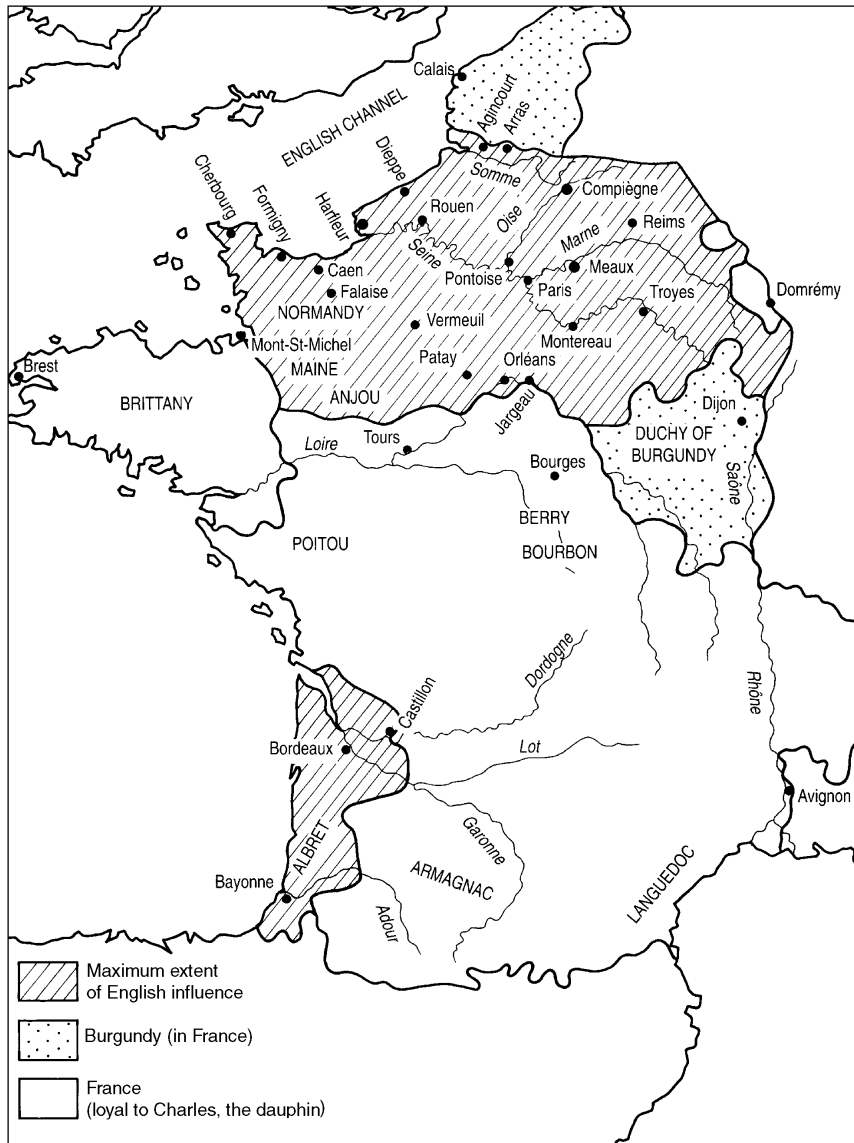 Calais
Agincourt
Arras
ENGLISH CHANNEL
Dieppe
Somme
Cherbourg
Formigny
Harfleur
Rouen
Oise
Compiègne
Seine
Marne
Reims
Caen
Pontoise
Meaux
Falaise
Paris
Troyes
Domrémy
NORMANDY
Vermeuil
Montereau
Mont-St-Michel
Brest
MAINE
Patay
Orléans
BRITTANY
ANJOU
Jargeau
Dijon
DUCHY OF
BURGUNDY
Loire
Tours
Bourges
Saône
BERRY
POITOU
BOURBON
Dordogne
Rhône
Castillon
Bordeaux
Lot
Avignon
ALBRET
Garonne
Bayonne
ARMAGNAC
LANGUEDOC
Adour
Maximum extent
of English influence
Burgundy (in France)
France
(loyal to Charles, the dauphin)